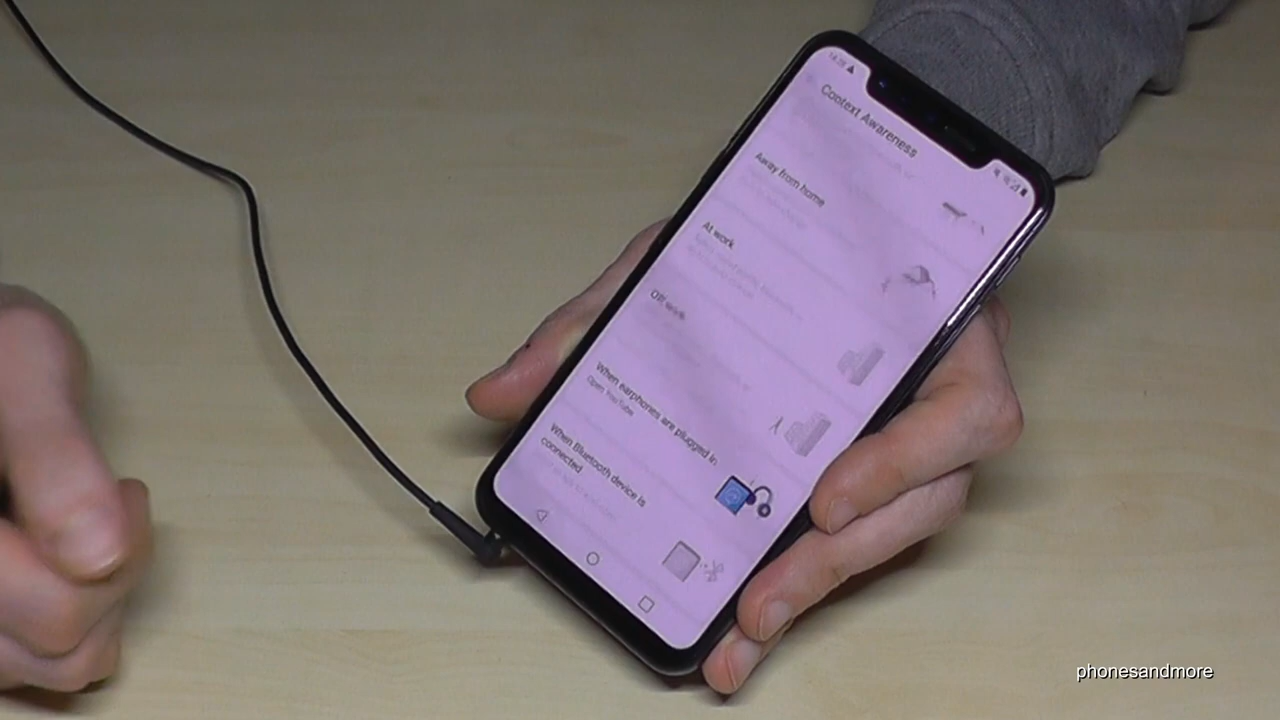 Context Awareness
Away from home
At work
Off work
When earphones are plugged in
Open YouTube
When Bluetooth device is
connected
phonesandmore